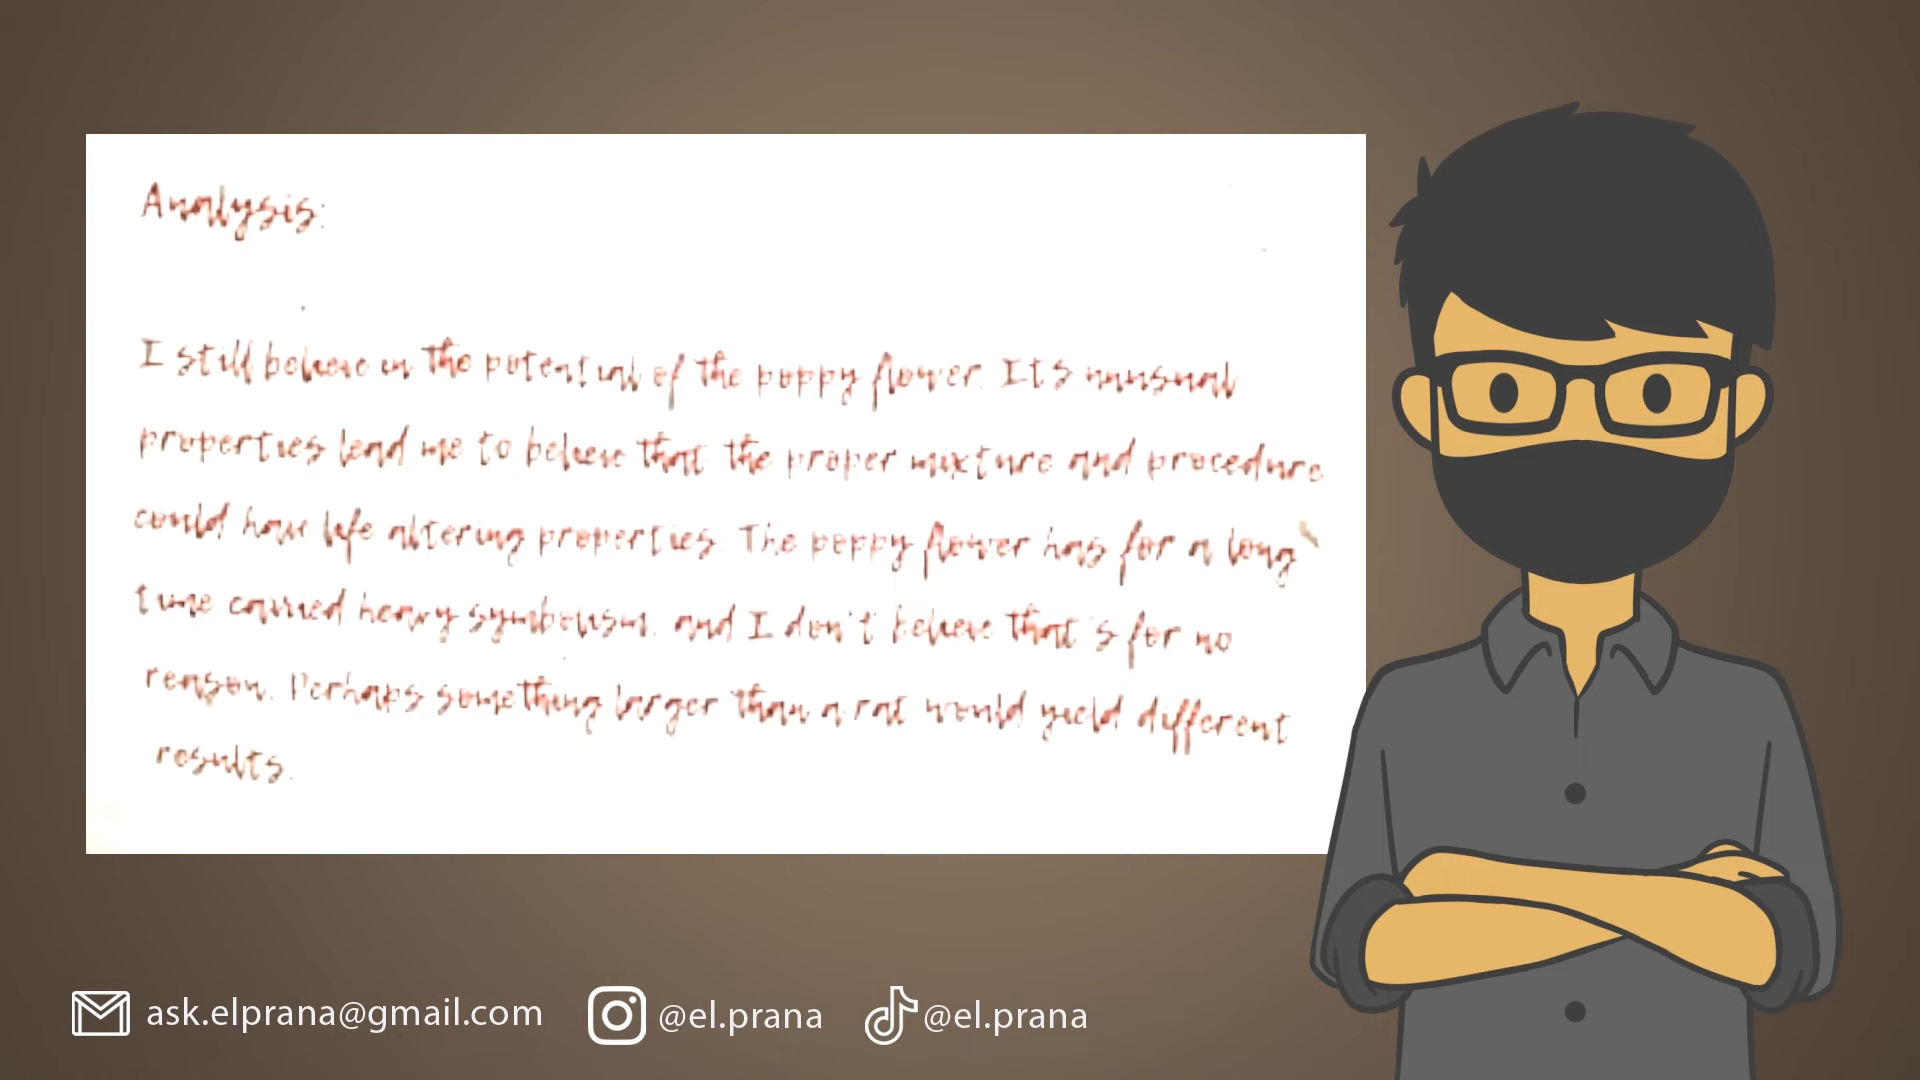 Analysis:
I still believe in the potential of the poppy flower. Its unusual
properties lead me to believe that the proper mixture and procedure
could have life altering properties. The poppy flower has for a long
time carried heavy symbolism, and I don't believe that's for no
reason. Perhaps something larger than a rat would yield different
results.
ask.elprana@gmail.com @el.prana @el.prana